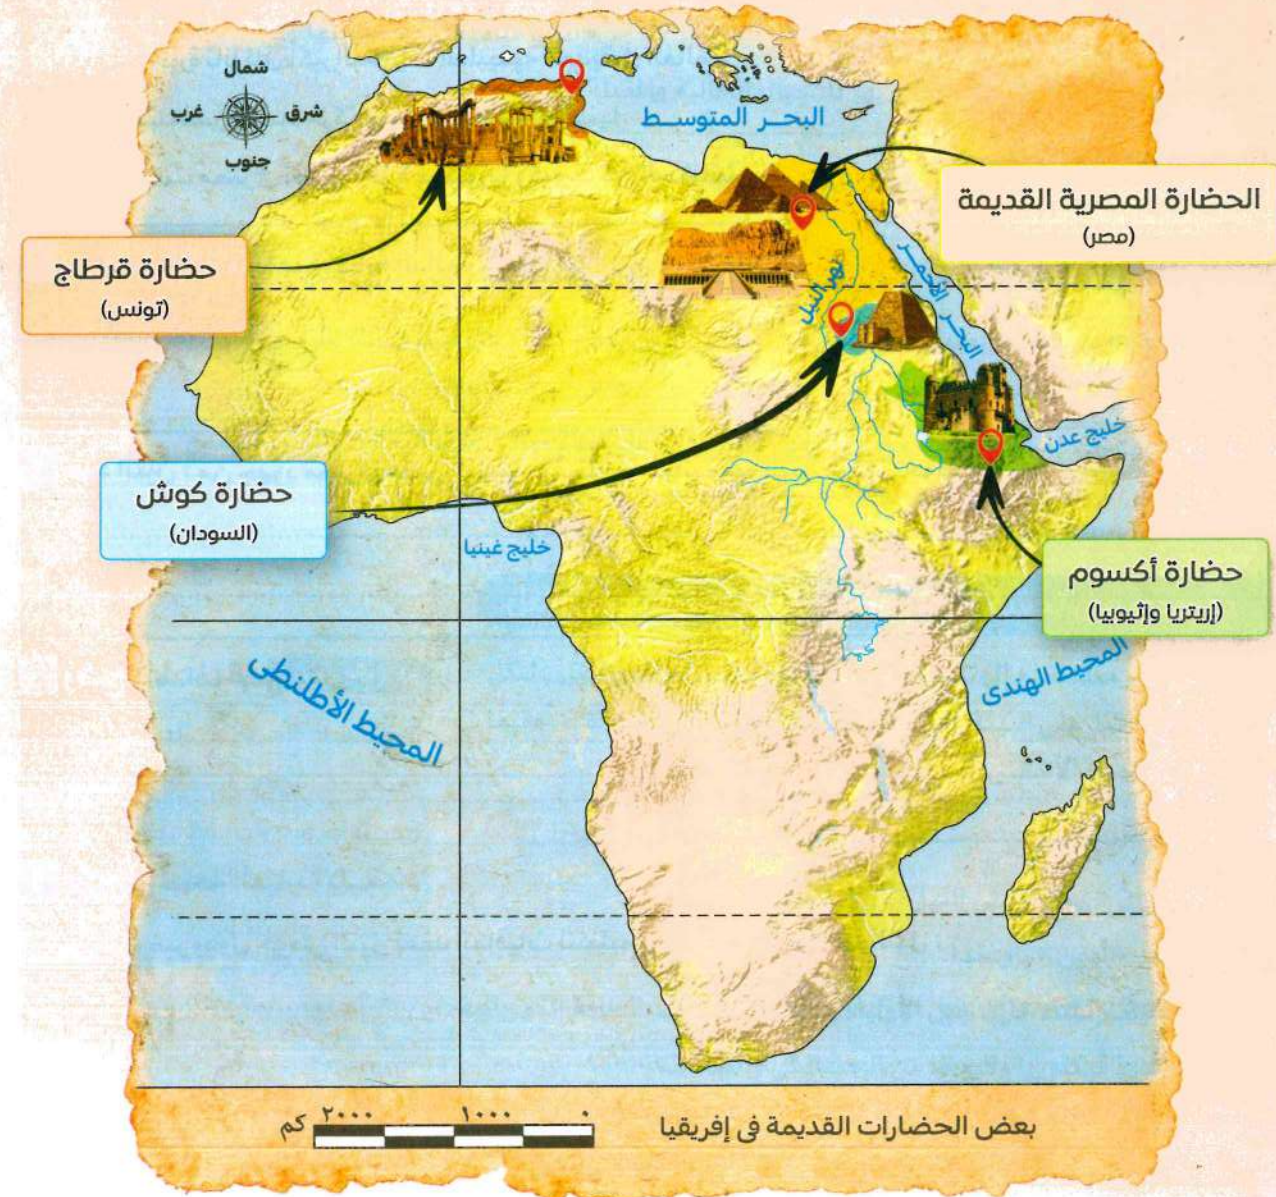 شمال
شرق
غرب
جنوب
البحر المتوسط
الحضارة المصرية القديمة
(مصر)
حضارة قرطاج
(تونس)
نهر النيل
البحر الأحمر
خليج عدن
حضارة كوش
(السودان)
خليج غينيا
حضارة أكسوم
(إريتريا وإثيوبيا)
المحيط الهندى
المحيط الأطلنطى
بعض الحضارات القديمة فى إفريقيا
٠ ١٠٠٠ ٢٠٠٠ كم